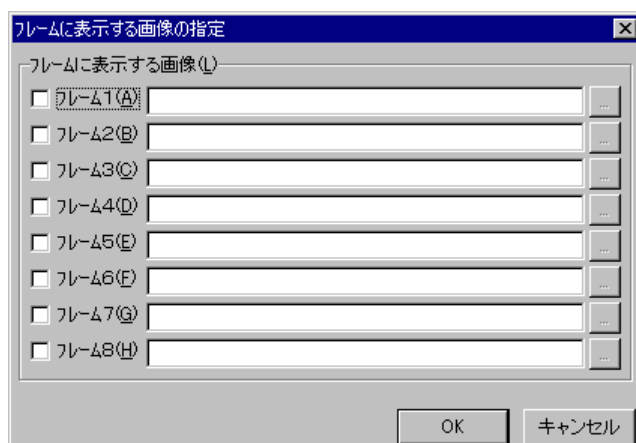 フレームに表示する画像の指定
フレームに表示する画像(L)
フレーム1(A) ...
フレーム2(B) ...
フレーム3(C) ...
フレーム4(D) ...
フレーム5(E) ...
フレーム6(F) ...
フレーム7(G) ...
フレーム8(H) ...
OK キャンセル